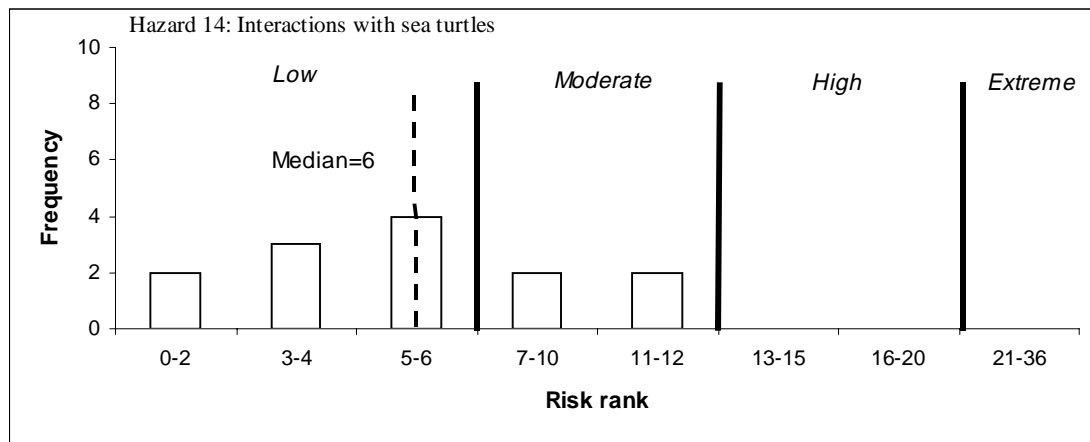 Hazard 14: Interactions with sea turtles
10
Low
Moderate
High
Extreme
8
Median=6
6
4
2
0
Frequency
0-2
3-4
5-6
7-10
11-12
13-15
16-20
21-36
Risk rank